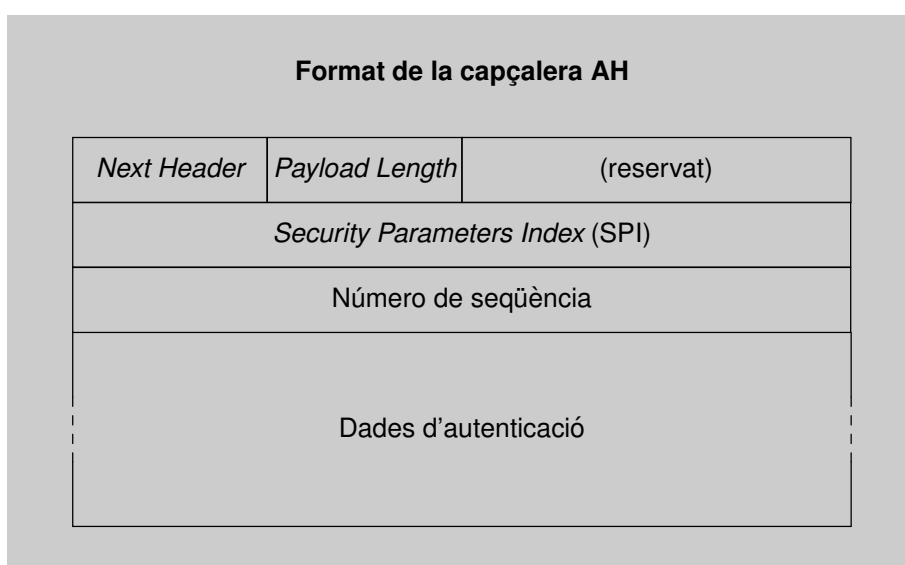 Format de la capçalera AH
Next Header Payload Length (reservat)
Security Parameters Index (SPI)
Número de seqüència
Dades d’autenticació